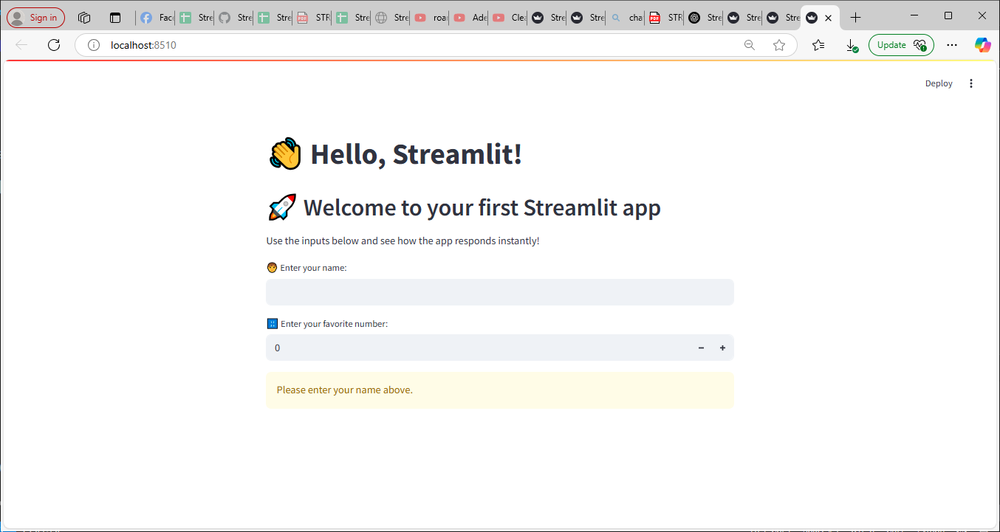 Sign in
Fac
Stre
Stre
Stre
STR
Stre
Stre
roa
Ade
Cle
Stre
Stre
cha
STR
Stre
Stre
Stre
localhost:8510
Update
Deploy
👋 Hello, Streamlit!
🚀 Welcome to your first Streamlit app
Use the inputs below and see how the app responds instantly!
Enter your name:
Enter your favorite number:
0 − +
Please enter your name above.